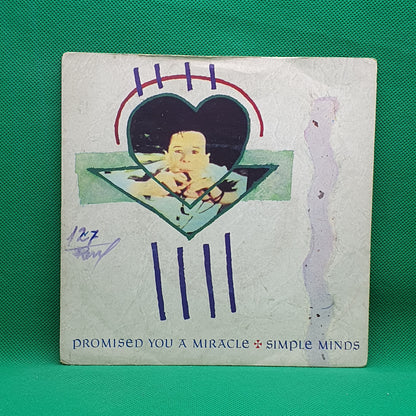 127
PROMISED YOU A MIRACLE ✠ SIMPLE MINDS